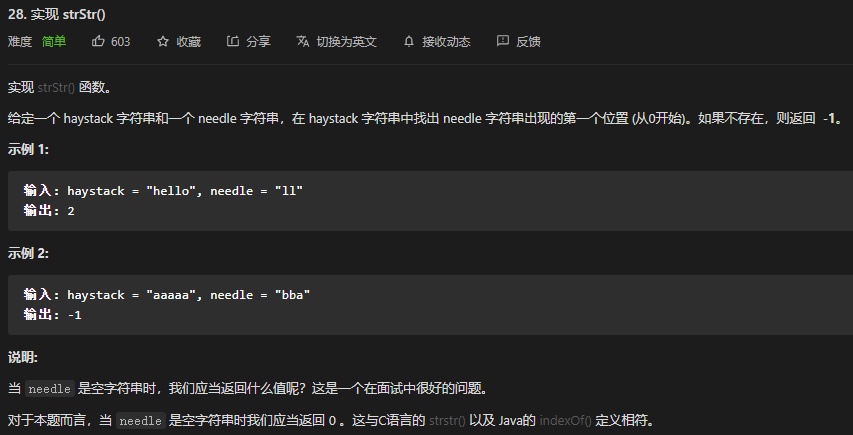 28. 实现 strStr()
难度 简单 603 收藏 分享 切换为英文 接收动态 反馈
实现 strStr() 函数。
给定一个 haystack 字符串和一个 needle 字符串，在 haystack 字符串中找出 needle 字符串出现的第一个位置 (从0开始)。如果不存在，则返回 -1。
示例 1:
输入: haystack = "hello", needle = "ll"
输出: 2
示例 2:
输入: haystack = "aaaaa", needle = "bba"
输出: -1
说明:
当 needle 是空字符串时，我们应当返回什么值呢？这是一个在面试中很好的问题。
对于本题而言，当 needle 是空字符串时我们应当返回 0 。这与C语言的 strstr() 以及 Java的 indexOf() 定义相符。